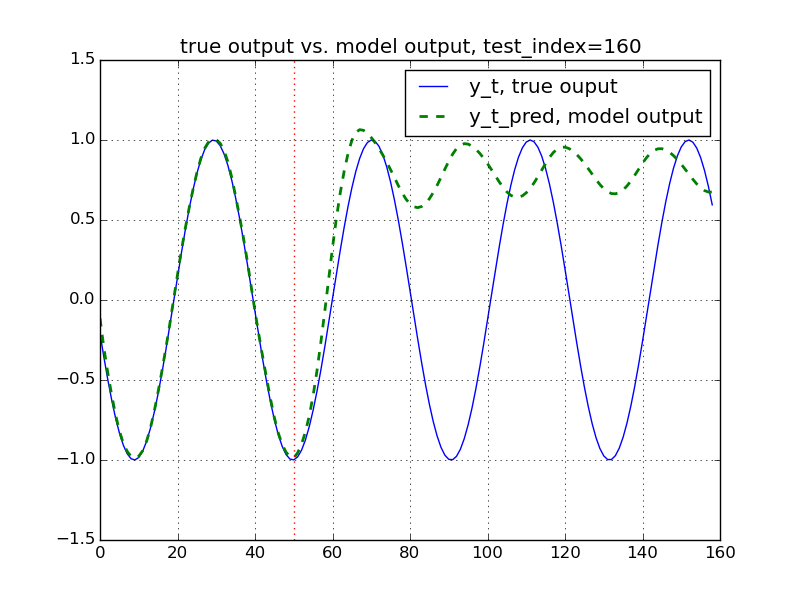 true output vs. model output, test_index=160
y_t, true ouput
y_t_pred, model output
1.5
1.0
0.5
0.0
−0.5
−1.0
−1.5
0 20 40 60 80 100 120 140 160